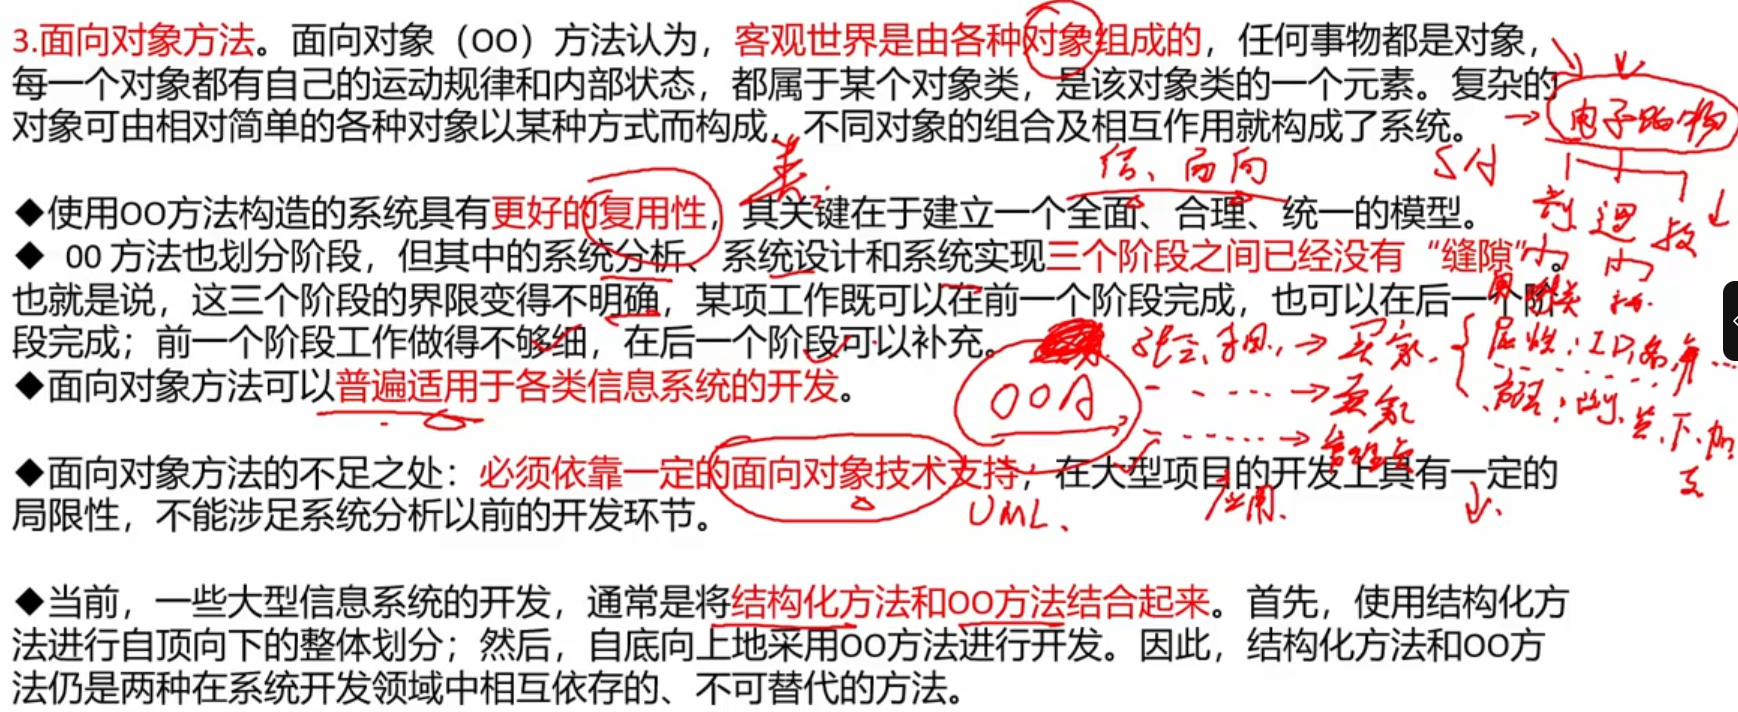 3.面向对象方法。面向对象（OO）方法认为，客观世界是由各种对象组成的，任何事物都是对象，
每一个对象都有自己的运动规律和内部状态，都属于某个对象类，是该对象类的一个元素。复杂的
对象可由相对简单的各种对象以某种方式而构成，不同对象的组合及相互作用就构成了系统。
电子购物
类：
结、面向
◆使用OO方法构造的系统具有更好的复用性，其关键在于建立一个全面、合理、统一的模型。
◆ OO 方法也划分阶段，但其中的系统分析、系统设计和系统实现三个阶段之间已经没有“缝隙”。
也就是说，这三个阶段的界限变得不明确，某项工作既可以在前一个阶段完成，也可以在后一个阶
段完成；前一个阶段工作做得不够细，在后一个阶段可以补充。
买家
属性：ID、名
OOA
◆面向对象方法可以普遍适用于各类信息系统的开发。
卖家
管理员
◆面向对象方法的不足之处：必须依靠一定的面向对象技术支持，在大型项目的开发上具有一定的
局限性，不能涉足系统分析以前的开发环节。
UML、
应用、
◆当前，一些大型信息系统的开发，通常是将结构化方法和OO方法结合起来。首先，使用结构化方
法进行自顶向下的整体划分；然后，自底向上地采用OO方法进行开发。因此，结构化方法和OO方
法仍是两种在系统开发领域中相互依存的、不可替代的方法。